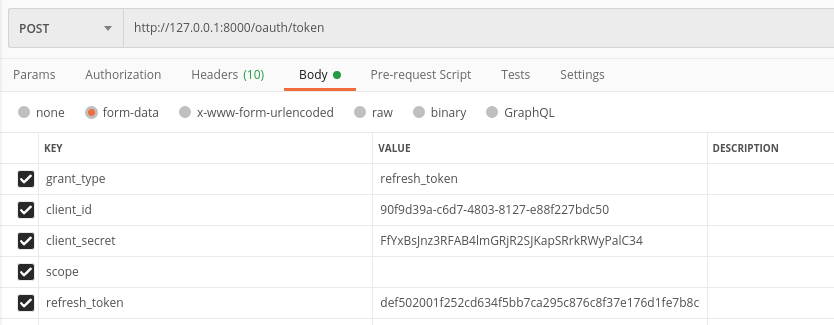 POST http://127.0.0.1:8000/oauth/token
Params Authorization Headers (10) Body Pre-request Script Tests Settings
none form-data x-www-form-urlencoded raw binary GraphQL
KEY VALUE DESCRIPTION
grant_type refresh_token
client_id 90f9d39a-c6d7-4803-8127-e88f227bdc50
client_secret FfYxBsJnz3RFAB4lmGRjR2SJKapSRrkRWyPalC34
scope
refresh_token def502001f252cd634f5bb7ca295c876c8f37e176d1fe7b8c